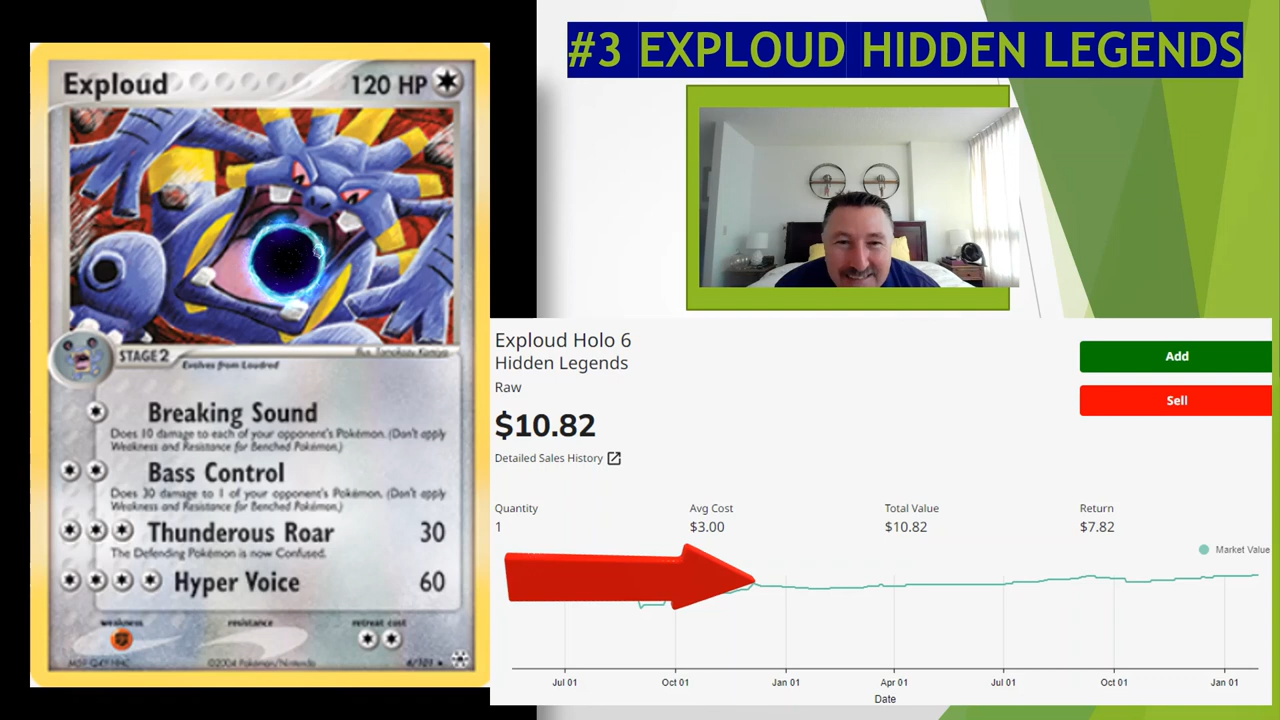 #3 EXPLOUD HIDDEN LEGENDS
Exploud 120 HP
STAGE 2
Evolves from Loudred
Breaking Sound
Does 10 damage to each of your opponent's Pokémon. (Don't apply
Weakness and Resistance for Benched Pokémon.)
Bass Control
Does 30 damage to 1 of your opponent's Pokémon. (Don't apply
Weakness and Resistance for Benched Pokémon.)
Thunderous Roar 30
The Defending Pokémon is now Confused.
Hyper Voice 60
weakness resistance retreat cost
©2004 Pokémon/Nintendo 6/101
Exploud Holo 6
Hidden Legends
Raw
$10.82
Detailed Sales History
Add
Sell
Quantity Avg Cost Total Value Return
1 $3.00 $10.82 $7.82
Market Value
Jul 01 Oct 01 Jan 01 Apr 01 Jul 01 Oct 01 Jan 01
Date